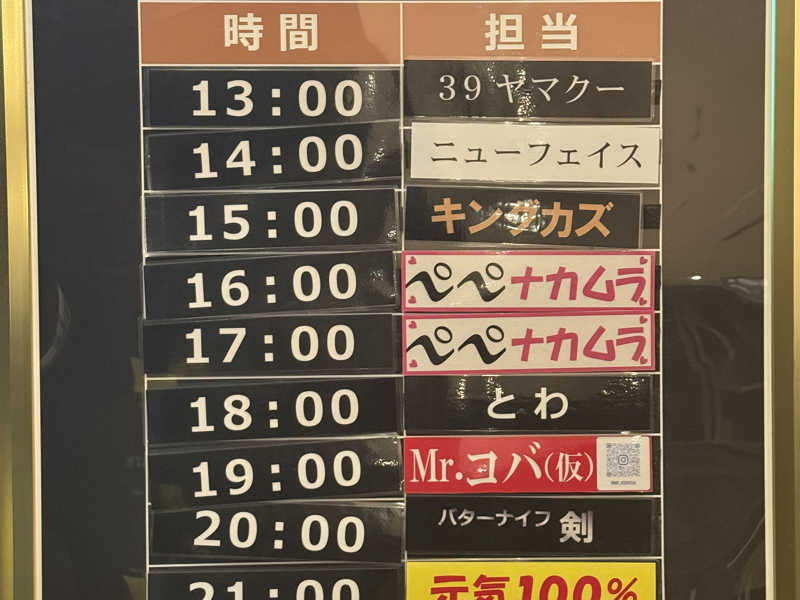 時間 担当
13:00 39ヤマクー
14:00 ニューフェイス
15:00 キングカズ
16:00 ペペナカムラ
17:00 ペペナカムラ
18:00 とわ
19:00 Mr.コバ(仮)
20:00 バターナイフ 剣
21:00 元気100%